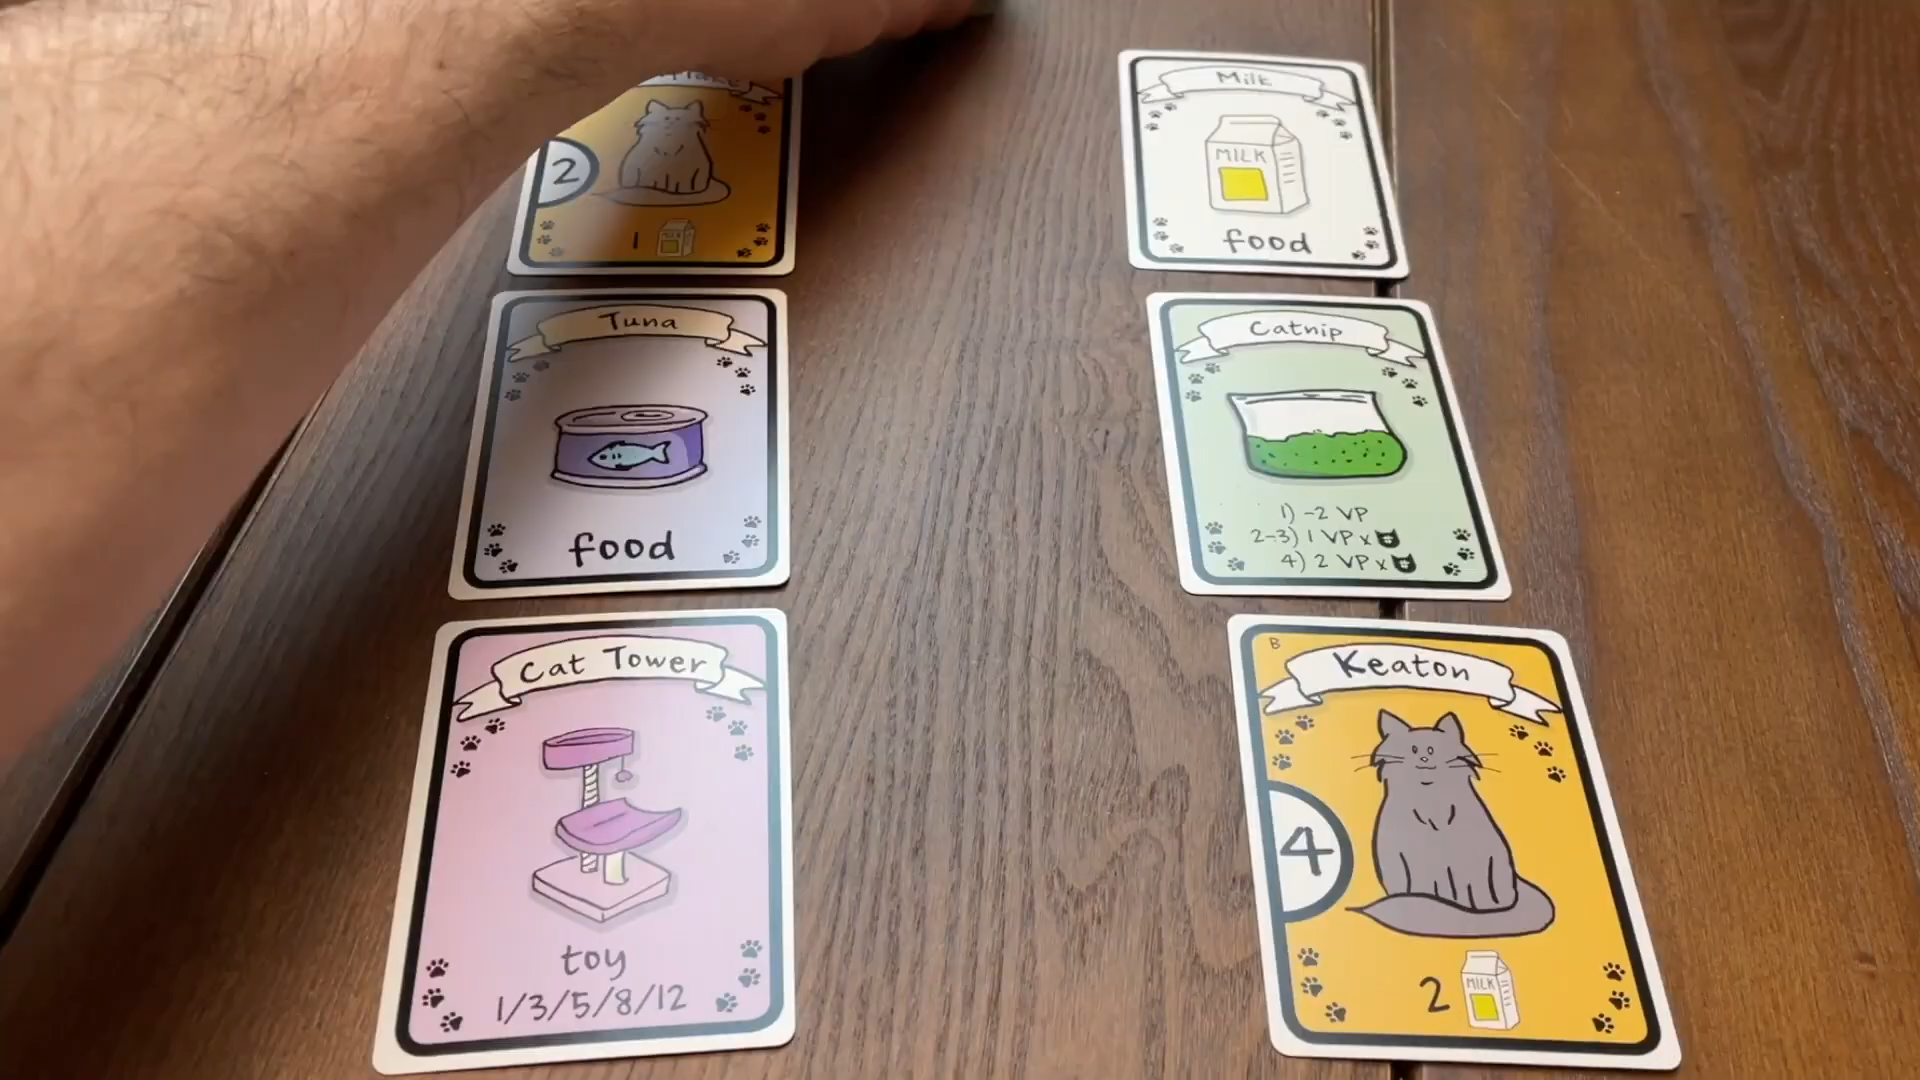 2
1 MILK
Tuna
food
Cat Tower
toy
1/3/5/8/12
Milk
MILK
food
Catnip
1) -2 VP
2-3) 1 VP x
4) 2 VP x
B
Keaton
4
2 MILK